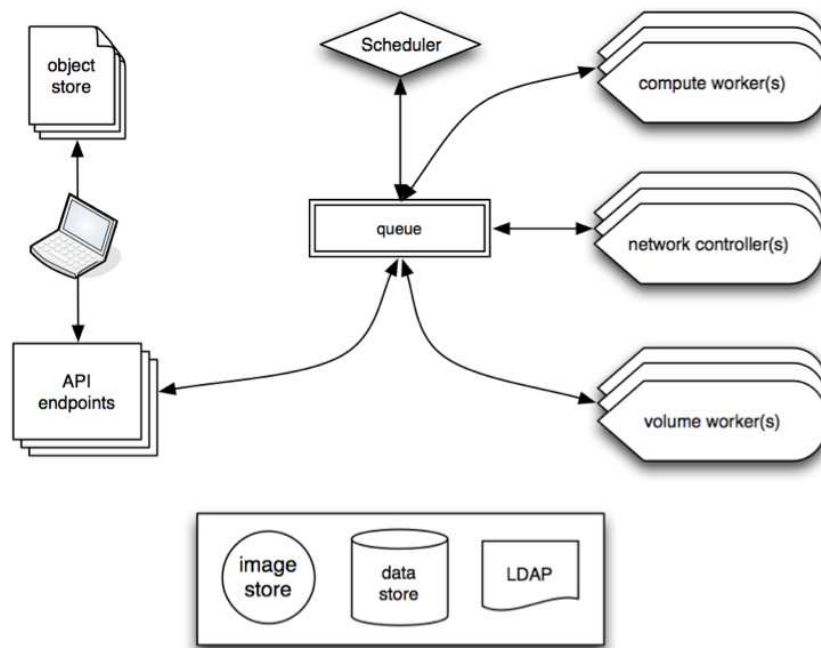 object
store
Scheduler
compute worker(s)
queue
network controller(s)
API
endpoints
volume worker(s)
image
store
data
store
LDAP